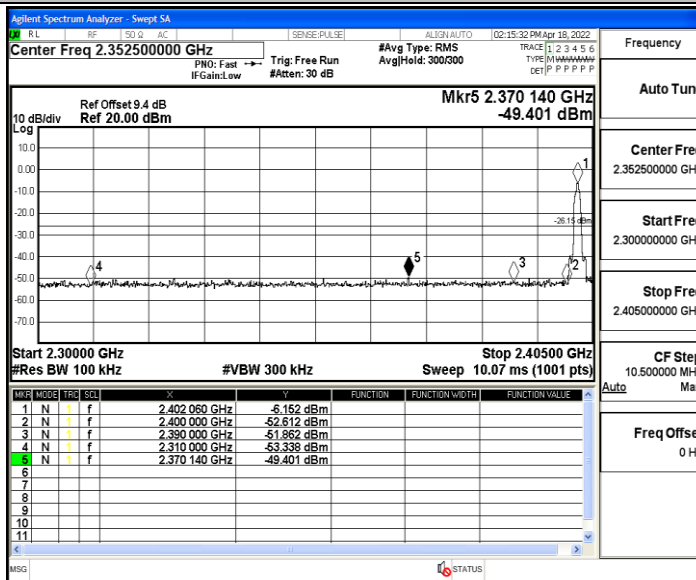 Agilent Spectrum Analyzer - Swept SA
LXI RL RF 50 Ω AC SENSE:PULSE ALIGN AUTO 02:15:32 PM Apr 18, 2022
Center Freq 2.352500000 GHz #Avg Type: RMS TRACE 1 2 3 4 5 6
PNO: Fast Trig: Free Run Avg|Hold: 300/300 TYPE M W W W W W
IFGain:Low #Atten: 30 dB DET P P P P P P
Ref Offset 9.4 dB Mkr5 2.370 140 GHz
10 dB/div Ref 20.00 dBm -49.401 dBm
Log
10.0
0.00
-10.0
-20.0
-30.0
-40.0
-50.0
-60.0
-70.0
1
-26.15 dBm
4
5
3
2
Start 2.30000 GHz Stop 2.40500 GHz
#Res BW 100 kHz #VBW 300 kHz Sweep 10.07 ms (1001 pts)
MKR MODE TRC SCL X Y FUNCTION FUNCTION WIDTH FUNCTION VALUE
1 N 1 f 2.402 060 GHz -6.152 dBm
2 N 1 f 2.400 000 GHz -52.612 dBm
3 N 1 f 2.390 000 GHz -51.862 dBm
4 N 1 f 2.310 000 GHz -53.338 dBm
5 N 1 f 2.370 140 GHz -49.401 dBm
6
7
8
9
10
11
MSG STATUS
Frequency
Auto Tun
Center Fre
2.352500000 GH
Start Fre
2.300000000 GH
Stop Fre
2.405000000 GH
CF Step
10.500000 MH
Auto Ma
Freq Offse
0 H